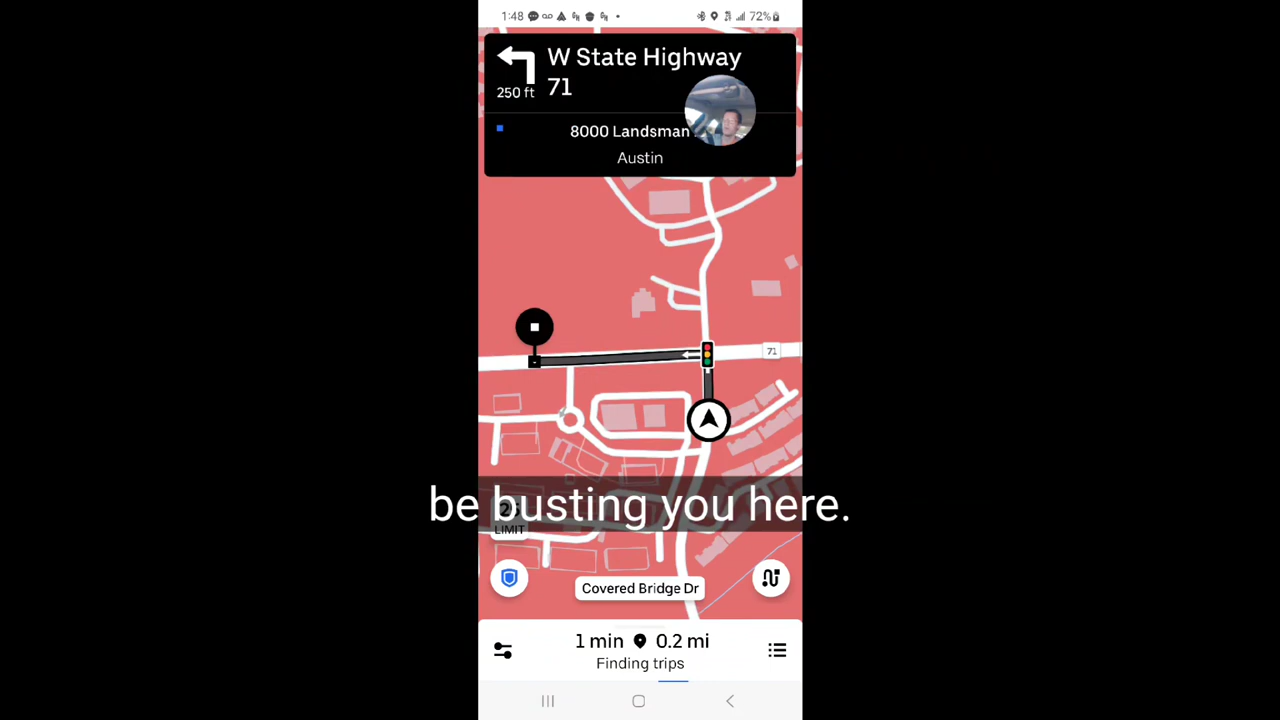 1:48
72%
W State Highway
71
250 ft
8000 Landsman
Austin
71
be busting you here.
LIMIT
Covered Bridge Dr
1 min 0.2 mi
Finding trips